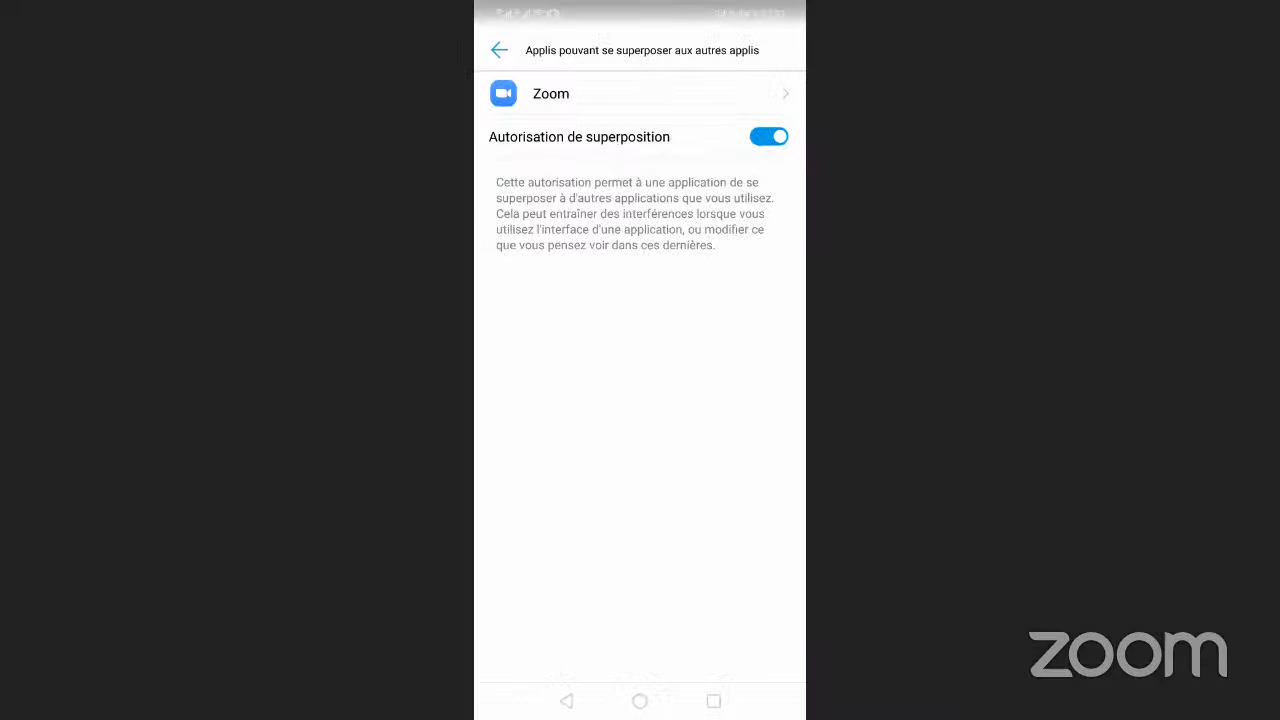 Applis pouvant se superposer aux autres applis
Zoom
Autorisation de superposition
Cette autorisation permet à une application de se
superposer à d'autres applications que vous utilisez.
Cela peut entraîner des interférences lorsque vous
utilisez l'interface d'une application, ou modifier ce
que vous pensez voir dans ces dernières.
zoom